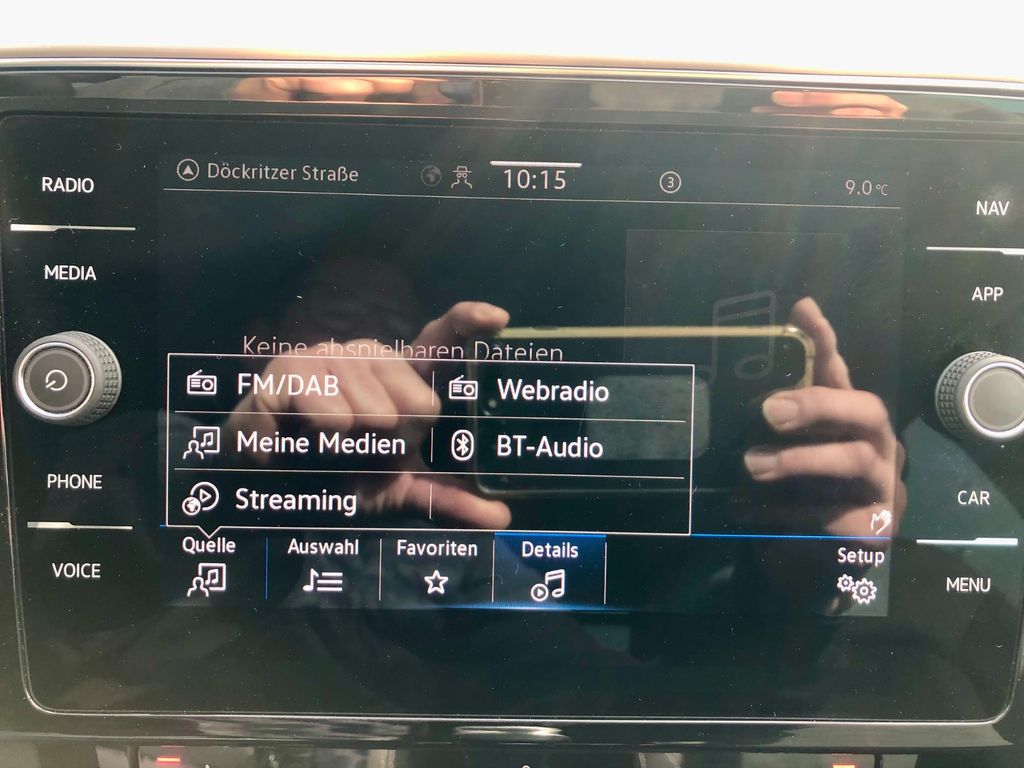 RADIO
MEDIA
PHONE
VOICE
Döckritzer Straße
10:15
3
9.0 °C
Keine abspielbaren Dateien
FM/DAB
Webradio
Meine Medien
BT-Audio
Streaming
Quelle
Auswahl
Favoriten
Details
Setup
NAV
APP
CAR
MENU